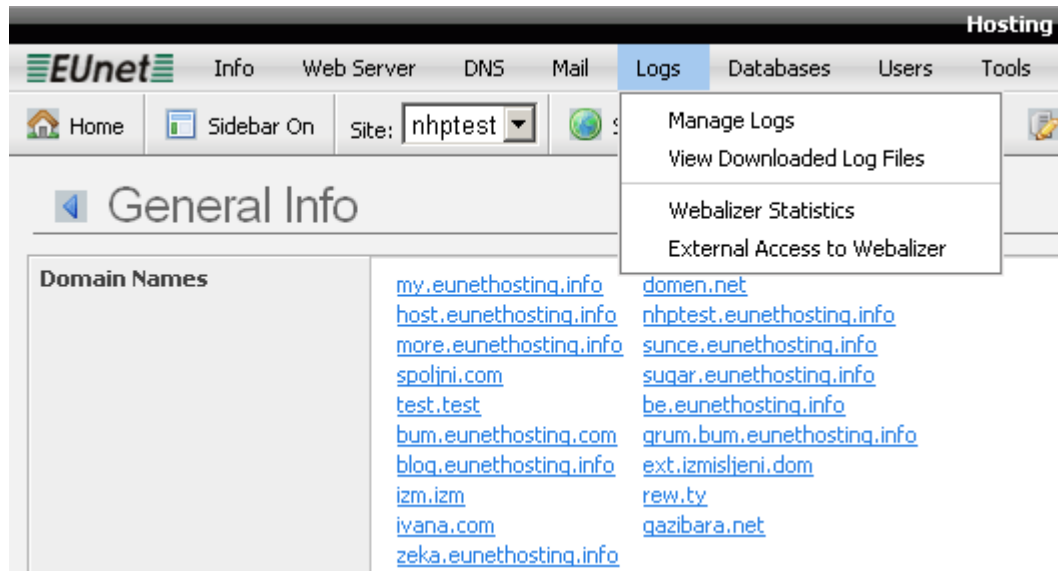 Hosting
EUnet Info Web Server DNS Mail Logs Databases Users Tools
Home Sidebar On Site: nhptest
Manage Logs
View Downloaded Log Files
Webalizer Statistics
External Access to Webalizer
General Info
Domain Names
my.eunethosting.info domen.net
host.eunethosting.info nhptest.eunethosting.info
more.eunethosting.info sunce.eunethosting.info
spoljni.com sugar.eunethosting.info
test.test be.eunethosting.info
bum.eunethosting.com grum.bum.eunethosting.info
blog.eunethosting.info ext.izmisljeni.dom
izm.izm rew.ty
ivana.com gazibara.net
zeka.eunethosting.info